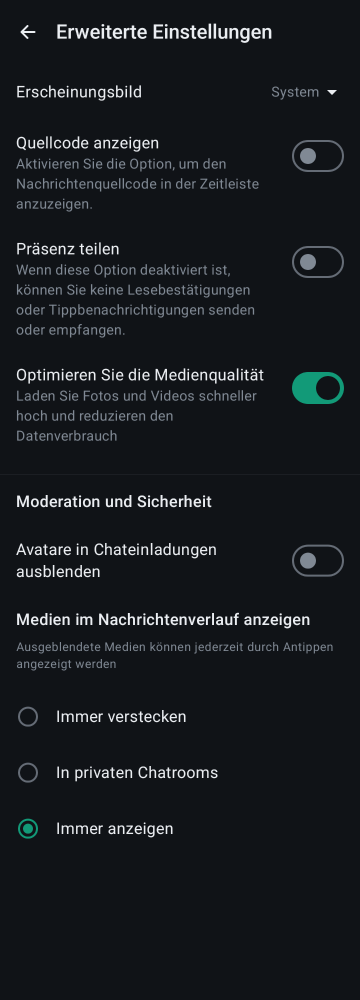 Erweiterte Einstellungen
Erscheinungsbild
System
Quellcode anzeigen
Aktivieren Sie die Option, um den
Nachrichtenquellcode in der Zeitleiste
anzuzeigen.
Präsenz teilen
Wenn diese Option deaktiviert ist,
können Sie keine Lesebestätigungen
oder Tippbenachrichtigungen senden
oder empfangen.
Optimieren Sie die Medienqualität
Laden Sie Fotos und Videos schneller
hoch und reduzieren den
Datenverbrauch
Moderation und Sicherheit
Avatare in Chateinladungen
ausblenden
Medien im Nachrichtenverlauf anzeigen
Ausgeblendete Medien können jederzeit durch Antippen
angezeigt werden
Immer verstecken
In privaten Chatrooms
Immer anzeigen